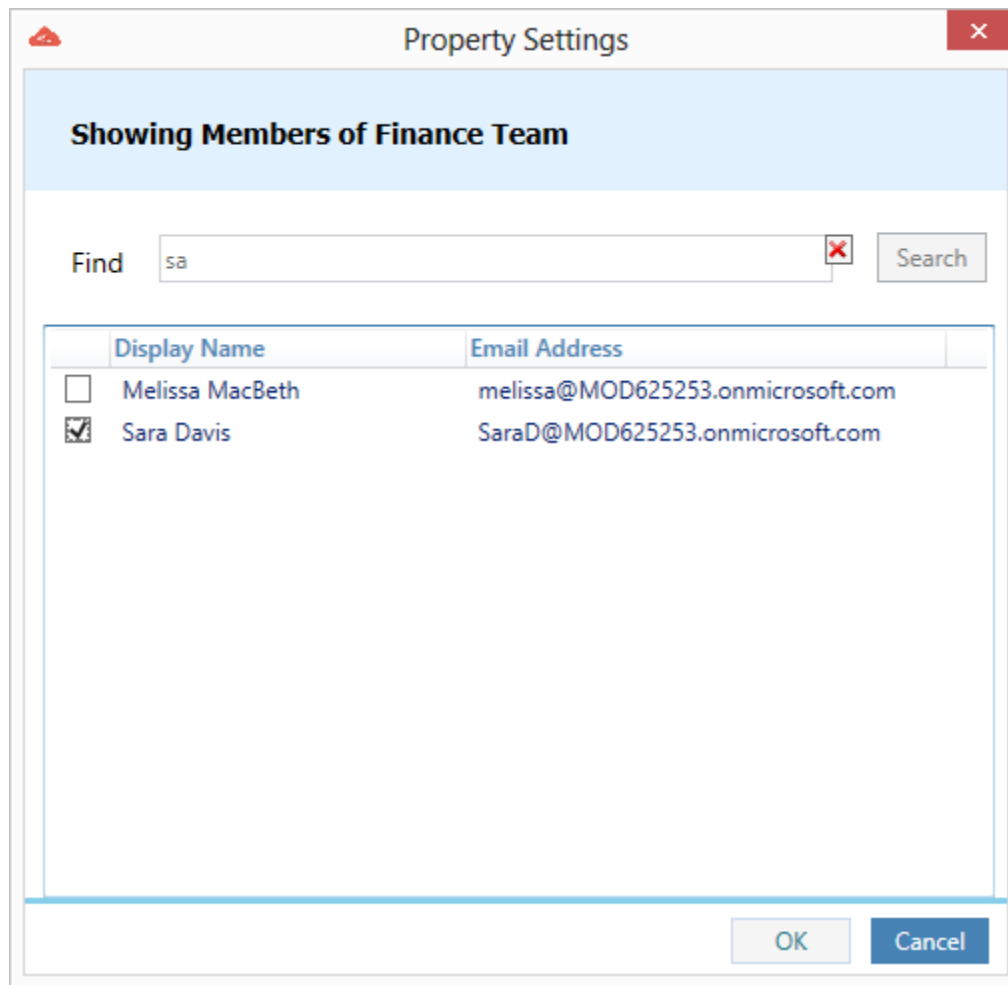 Property Settings
Showing Members of Finance Team
Find sa Search
Display Name Email Address
Melissa MacBeth melissa@MOD625253.onmicrosoft.com
Sara Davis SaraD@MOD625253.onmicrosoft.com
OK Cancel